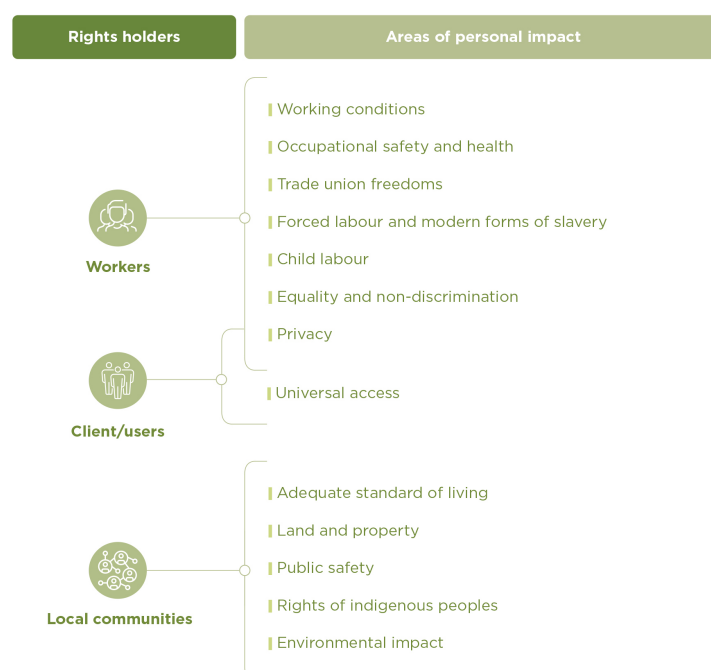 Rights holders
Areas of personal impact
Working conditions
Occupational safety and health
Trade union freedoms
Forced labour and modern forms of slavery
Child labour
Equality and non-discrimination
Privacy
Workers
Universal access
Client/users
Adequate standard of living
Land and property
Public safety
Rights of indigenous peoples
Environmental impact
Local communities